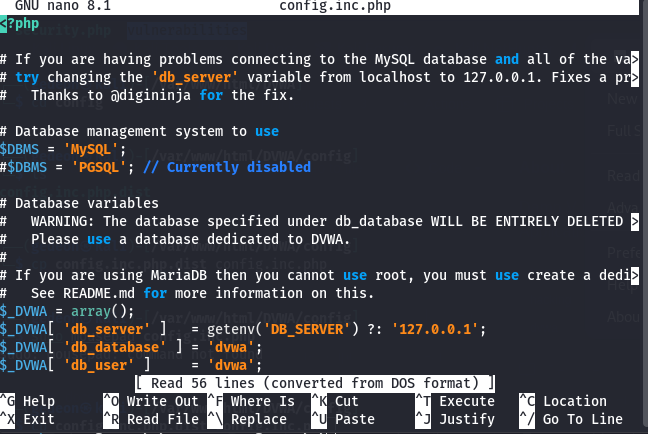 GNU nano 8.1 config.inc.php
<?php
# If you are having problems connecting to the MySQL database and all of the va>
# try changing the 'db_server' variable from localhost to 127.0.0.1. Fixes a pr>
#   Thanks to @digininja for the fix.
# Database management system to use
$DBMS = 'MySQL';
#$DBMS = 'PGSQL'; // Currently disabled
# Database variables
#   WARNING: The database specified under db_database WILL BE ENTIRELY DELETED >
#   Please use a database dedicated to DVWA.
#
# If you are using MariaDB then you cannot use root, you must use create a dedi>
#   See README.md for more information on this.
$_DVWA = array();
$_DVWA[ 'db_server' ]   = getenv('DB_SERVER') ?: '127.0.0.1';
$_DVWA[ 'db_database' ] = 'dvwa';
$_DVWA[ 'db_user' ]     = 'dvwa';
[ Read 56 lines (converted from DOS format) ]
^G Help ^O Write Out ^F Where Is ^K Cut ^T Execute ^C Location
^X Exit ^R Read File ^\ Replace ^U Paste ^J Justify ^/ Go To Line